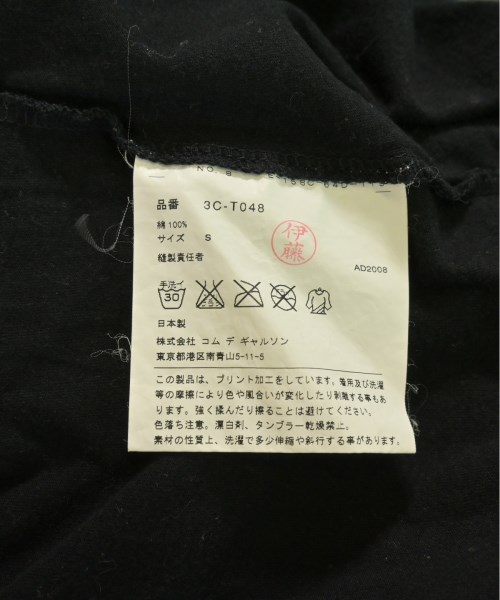 品番 3C-T048
綿100%
サイズ S
伊藤
縫製責任者
AD2008
手洗イ
30
日本製
株式会社 コム デ ギャルソン
東京都港区南青山5-11-5
この製品は、プリント加工をしています。着用及び洗濯
等の摩擦により色や風合いが変化したり剥離する事もあ
ります。強く揉んだり擦ることは避けてください。
色落ち注意。漂白剤、タンブラー乾燥禁止。
素材の性質上、洗濯で多少伸縮や斜行する事があります。